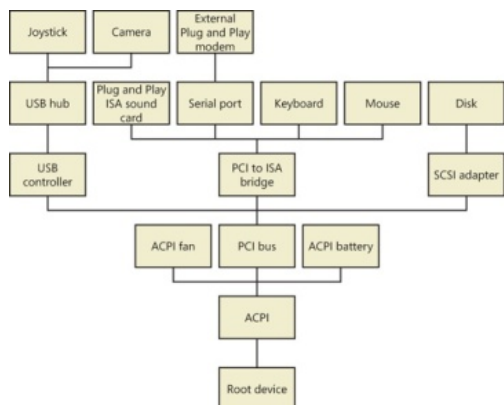 Joystick
Camera
External
Plug and Play
modem
USB hub
Plug and Play
ISA sound
card
Serial port
Keyboard
Mouse
Disk
USB
controller
PCI to ISA
bridge
SCSI adapter
ACPI fan
PCI bus
ACPI battery
ACPI
Root device